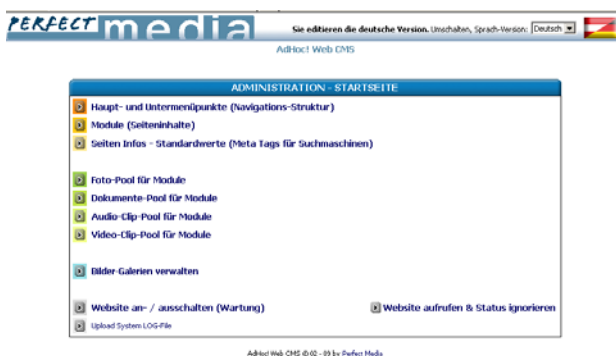 PERFECT media
Sie editieren die deutsche Version. Umschalten, Sprach-Version: Deutsch
AdHoc! Web CMS
ADMINISTRATION - STARTSEITE
Haupt- und Untermenüpunkte (Navigations-Struktur)
Module (Seiteninhalte)
Seiten Infos - Standardwerte (Meta Tags für Suchmaschinen)
Foto-Pool für Module
Dokumente-Pool für Module
Audio-Clip-Pool für Module
Video-Clip-Pool für Module
Bilder-Galerien verwalten
Website an- / ausschalten (Wartung)
Website aufrufen & Status ignorieren
Upload System LOG-File
AdHoc! Web CMS © 02 - 09 by Perfect Media